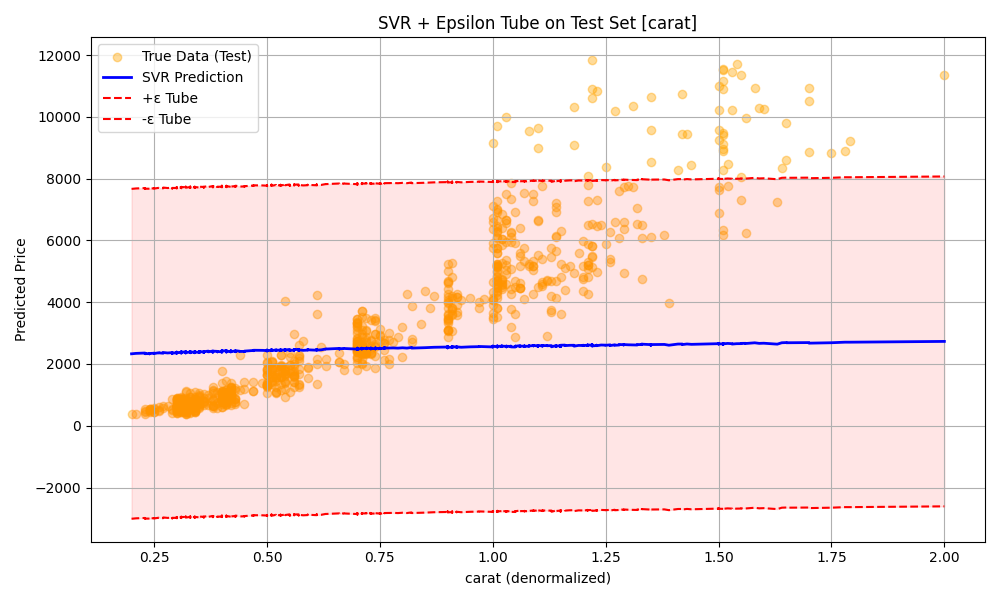 SVR + Epsilon Tube on Test Set [carat]
True Data (Test)
SVR Prediction
+ε Tube
-ε Tube
12000
10000
8000
6000
4000
2000
0
−2000
Predicted Price
0.25 0.50 0.75 1.00 1.25 1.50 1.75 2.00
carat (denormalized)